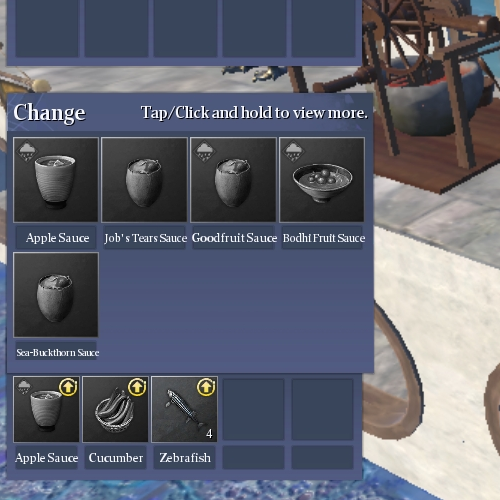 Change
Tap/Click and hold to view more.
Apple Sauce Job's Tears Sauce Goodfruit Sauce Bodhi Fruit Sauce
Sea-Buckthorn Sauce
4
Apple Sauce Cucumber Zebrafish